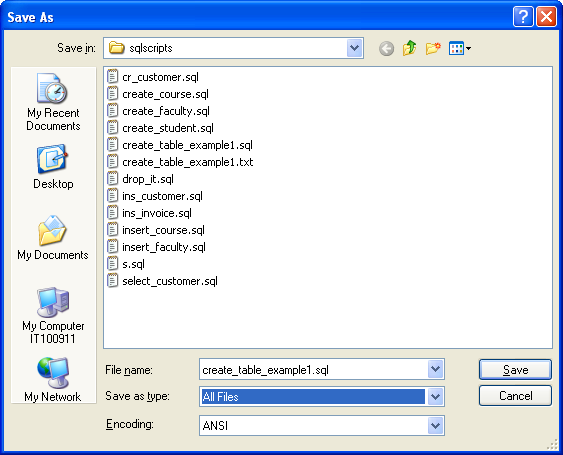 Save As
Save in: sqlscripts
My Recent
Documents
Desktop
My Documents
My Computer
IT100911
My Network
cr_customer.sql
create_course.sql
create_faculty.sql
create_student.sql
create_table_example1.sql
create_table_example1.txt
drop_it.sql
ins_customer.sql
ins_invoice.sql
insert_course.sql
insert_faculty.sql
s.sql
select_customer.sql
File name: create_table_example1.sql Save
Save as type: All Files Cancel
Encoding: ANSI